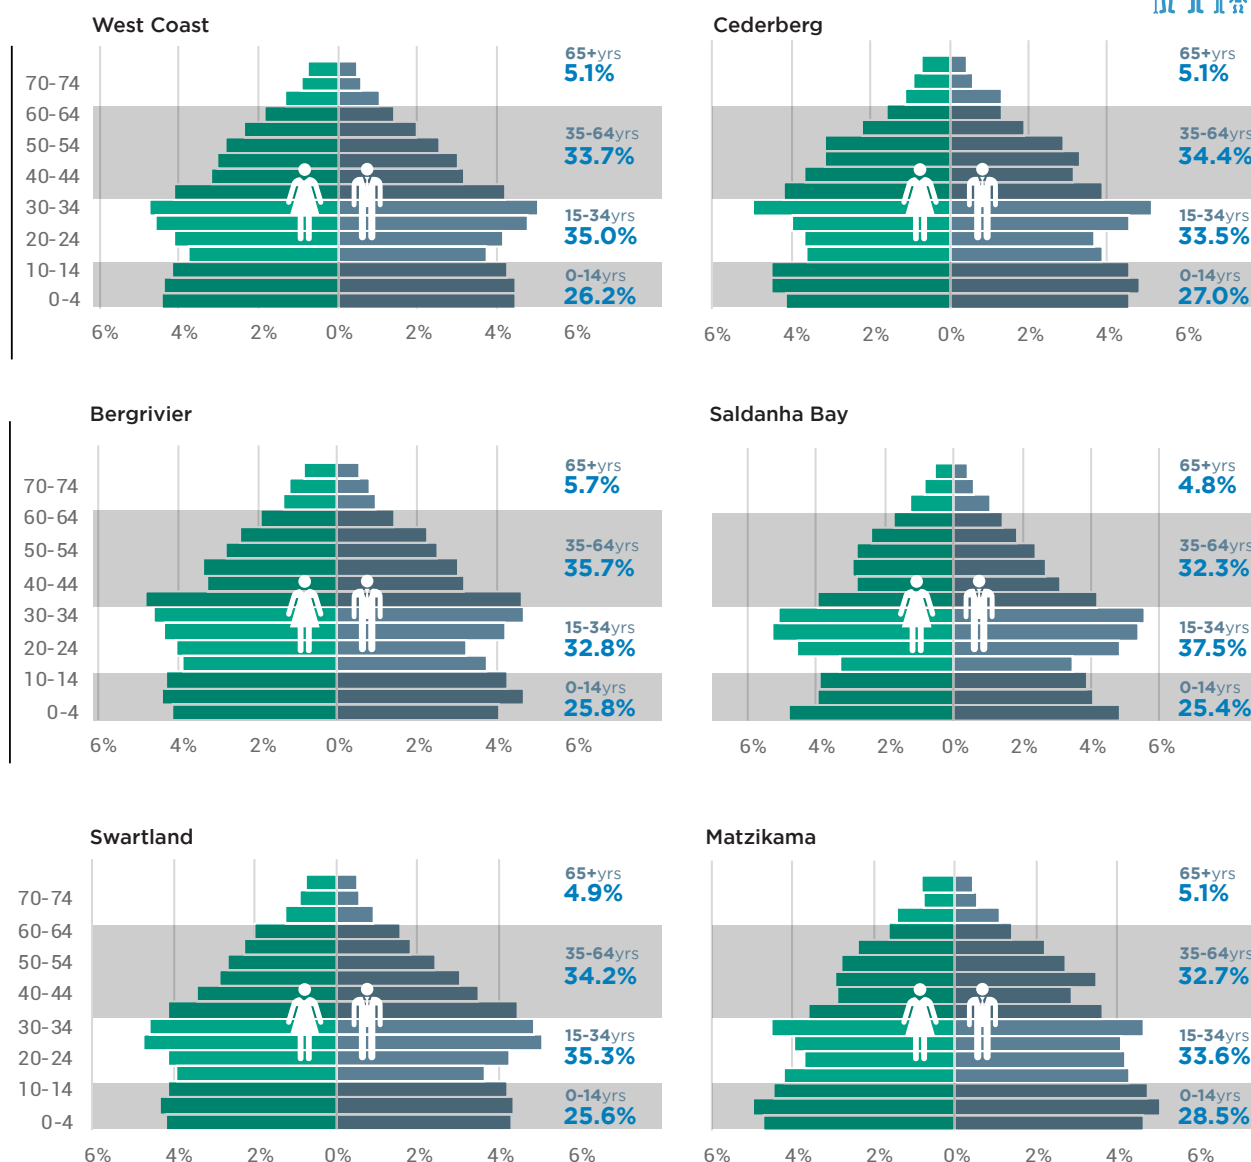 West Coast
70-74
60-64
50-54
40-44
30-34
20-24
10-14
0-4
65+yrs
5.1%
35-64yrs
33.7%
15-34yrs
35.0%
0-14yrs
26.2%
6% 4% 2% 0% 2% 4% 6%
Cederberg
65+yrs
5.1%
35-64yrs
34.4%
15-34yrs
33.5%
0-14yrs
27.0%
6% 4% 2% 0% 2% 4% 6%
Bergrivier
70-74
60-64
50-54
40-44
30-34
20-24
10-14
0-4
65+yrs
5.7%
35-64yrs
35.7%
15-34yrs
32.8%
0-14yrs
25.8%
6% 4% 2% 0% 2% 4% 6%
Saldanha Bay
65+yrs
4.8%
35-64yrs
32.3%
15-34yrs
37.5%
0-14yrs
25.4%
6% 4% 2% 0% 2% 4% 6%
Swartland
70-74
60-64
50-54
40-44
30-34
20-24
10-14
0-4
65+yrs
4.9%
35-64yrs
34.2%
15-34yrs
35.3%
0-14yrs
25.6%
6% 4% 2% 0% 2% 4% 6%
Matzikama
65+yrs
5.1%
35-64yrs
32.7%
15-34yrs
33.6%
0-14yrs
28.5%
6% 4% 2% 0% 2% 4% 6%